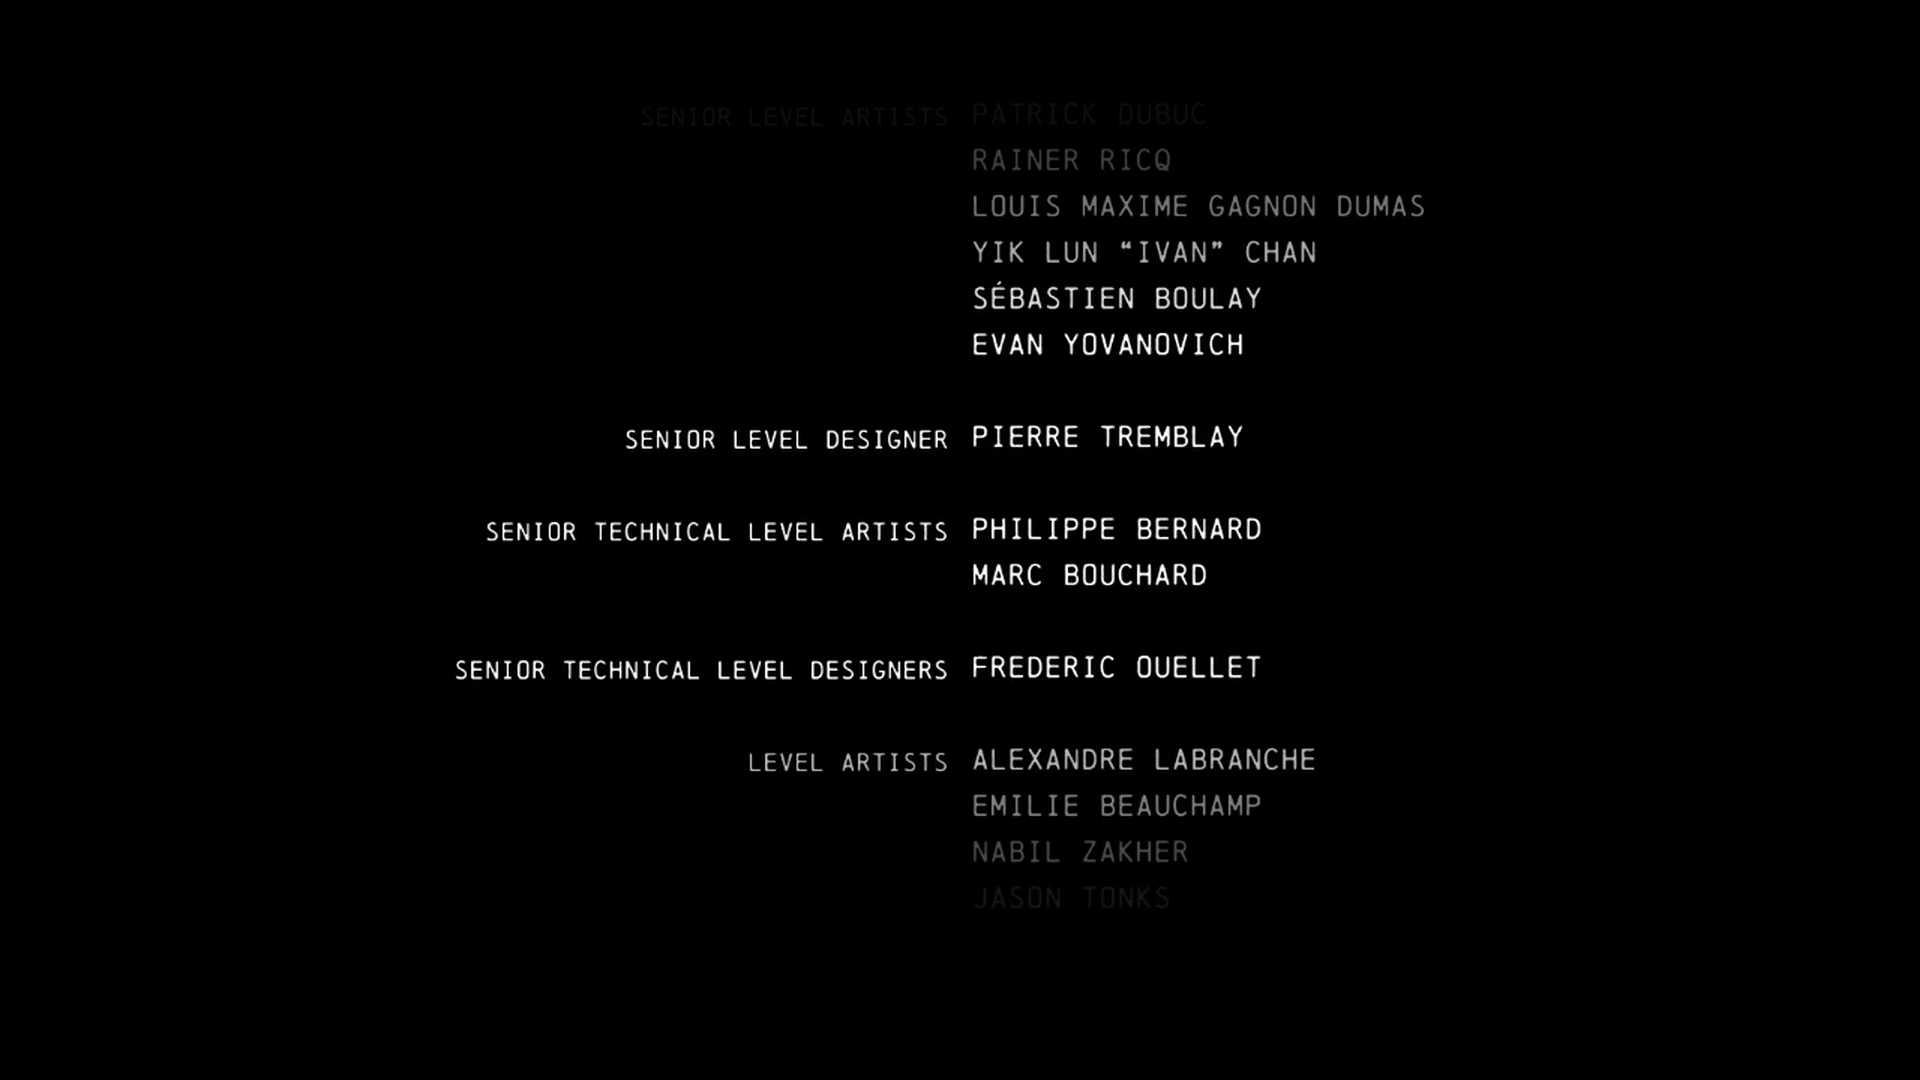 SENIOR LEVEL ARTISTS PATRICK DUBUC
RAINER RICQ
LOUIS MAXIME GAGNON DUMAS
YIK LUN “IVAN” CHAN
SÉBASTIEN BOULAY
EVAN YOVANOVICH
SENIOR LEVEL DESIGNER PIERRE TREMBLAY
SENIOR TECHNICAL LEVEL ARTISTS PHILIPPE BERNARD
MARC BOUCHARD
SENIOR TECHNICAL LEVEL DESIGNERS FREDERIC OUELLET
LEVEL ARTISTS ALEXANDRE LABRANCHE
EMILIE BEAUCHAMP
NABIL ZAKHER
JASON TONKS